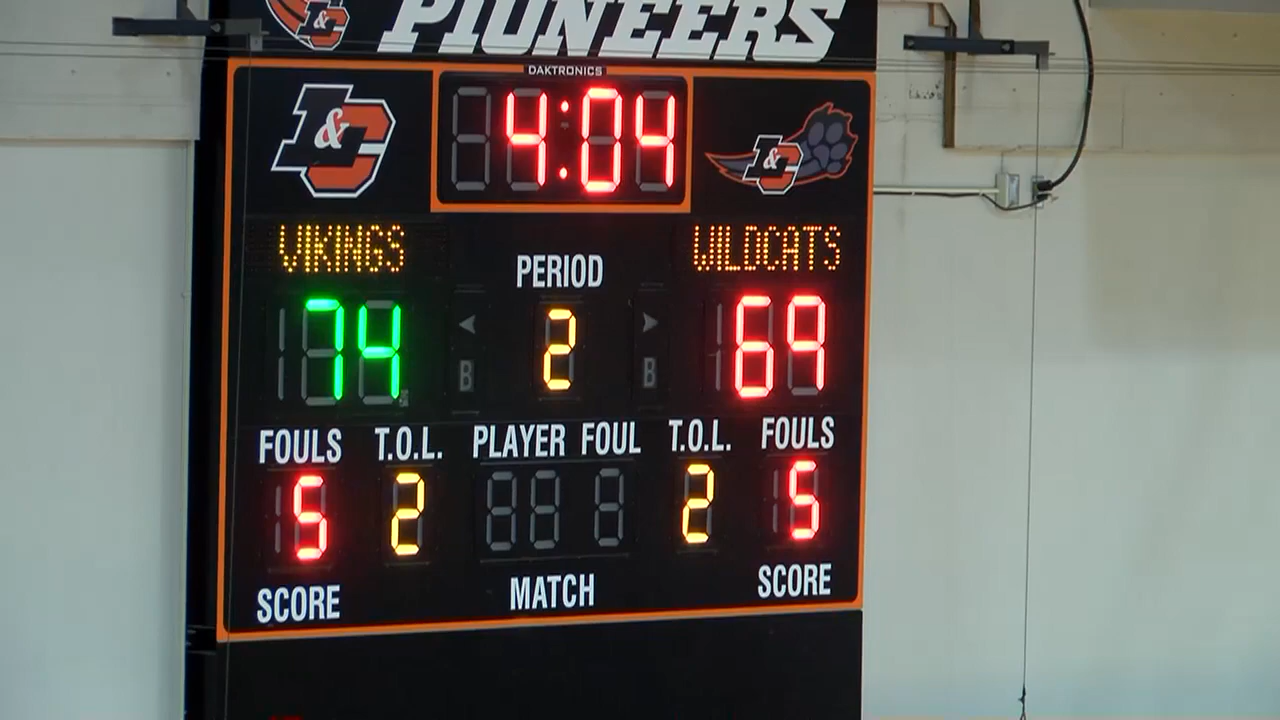 L&C
PIONEERS
DAKTRONICS
L&C
4:04
L&C
VIKINGS
WILDCATS
PERIOD
74
2
69
B
B
FOULS T.O.L. PLAYER FOUL T.O.L. FOULS
5 2 2 5
SCORE MATCH SCORE